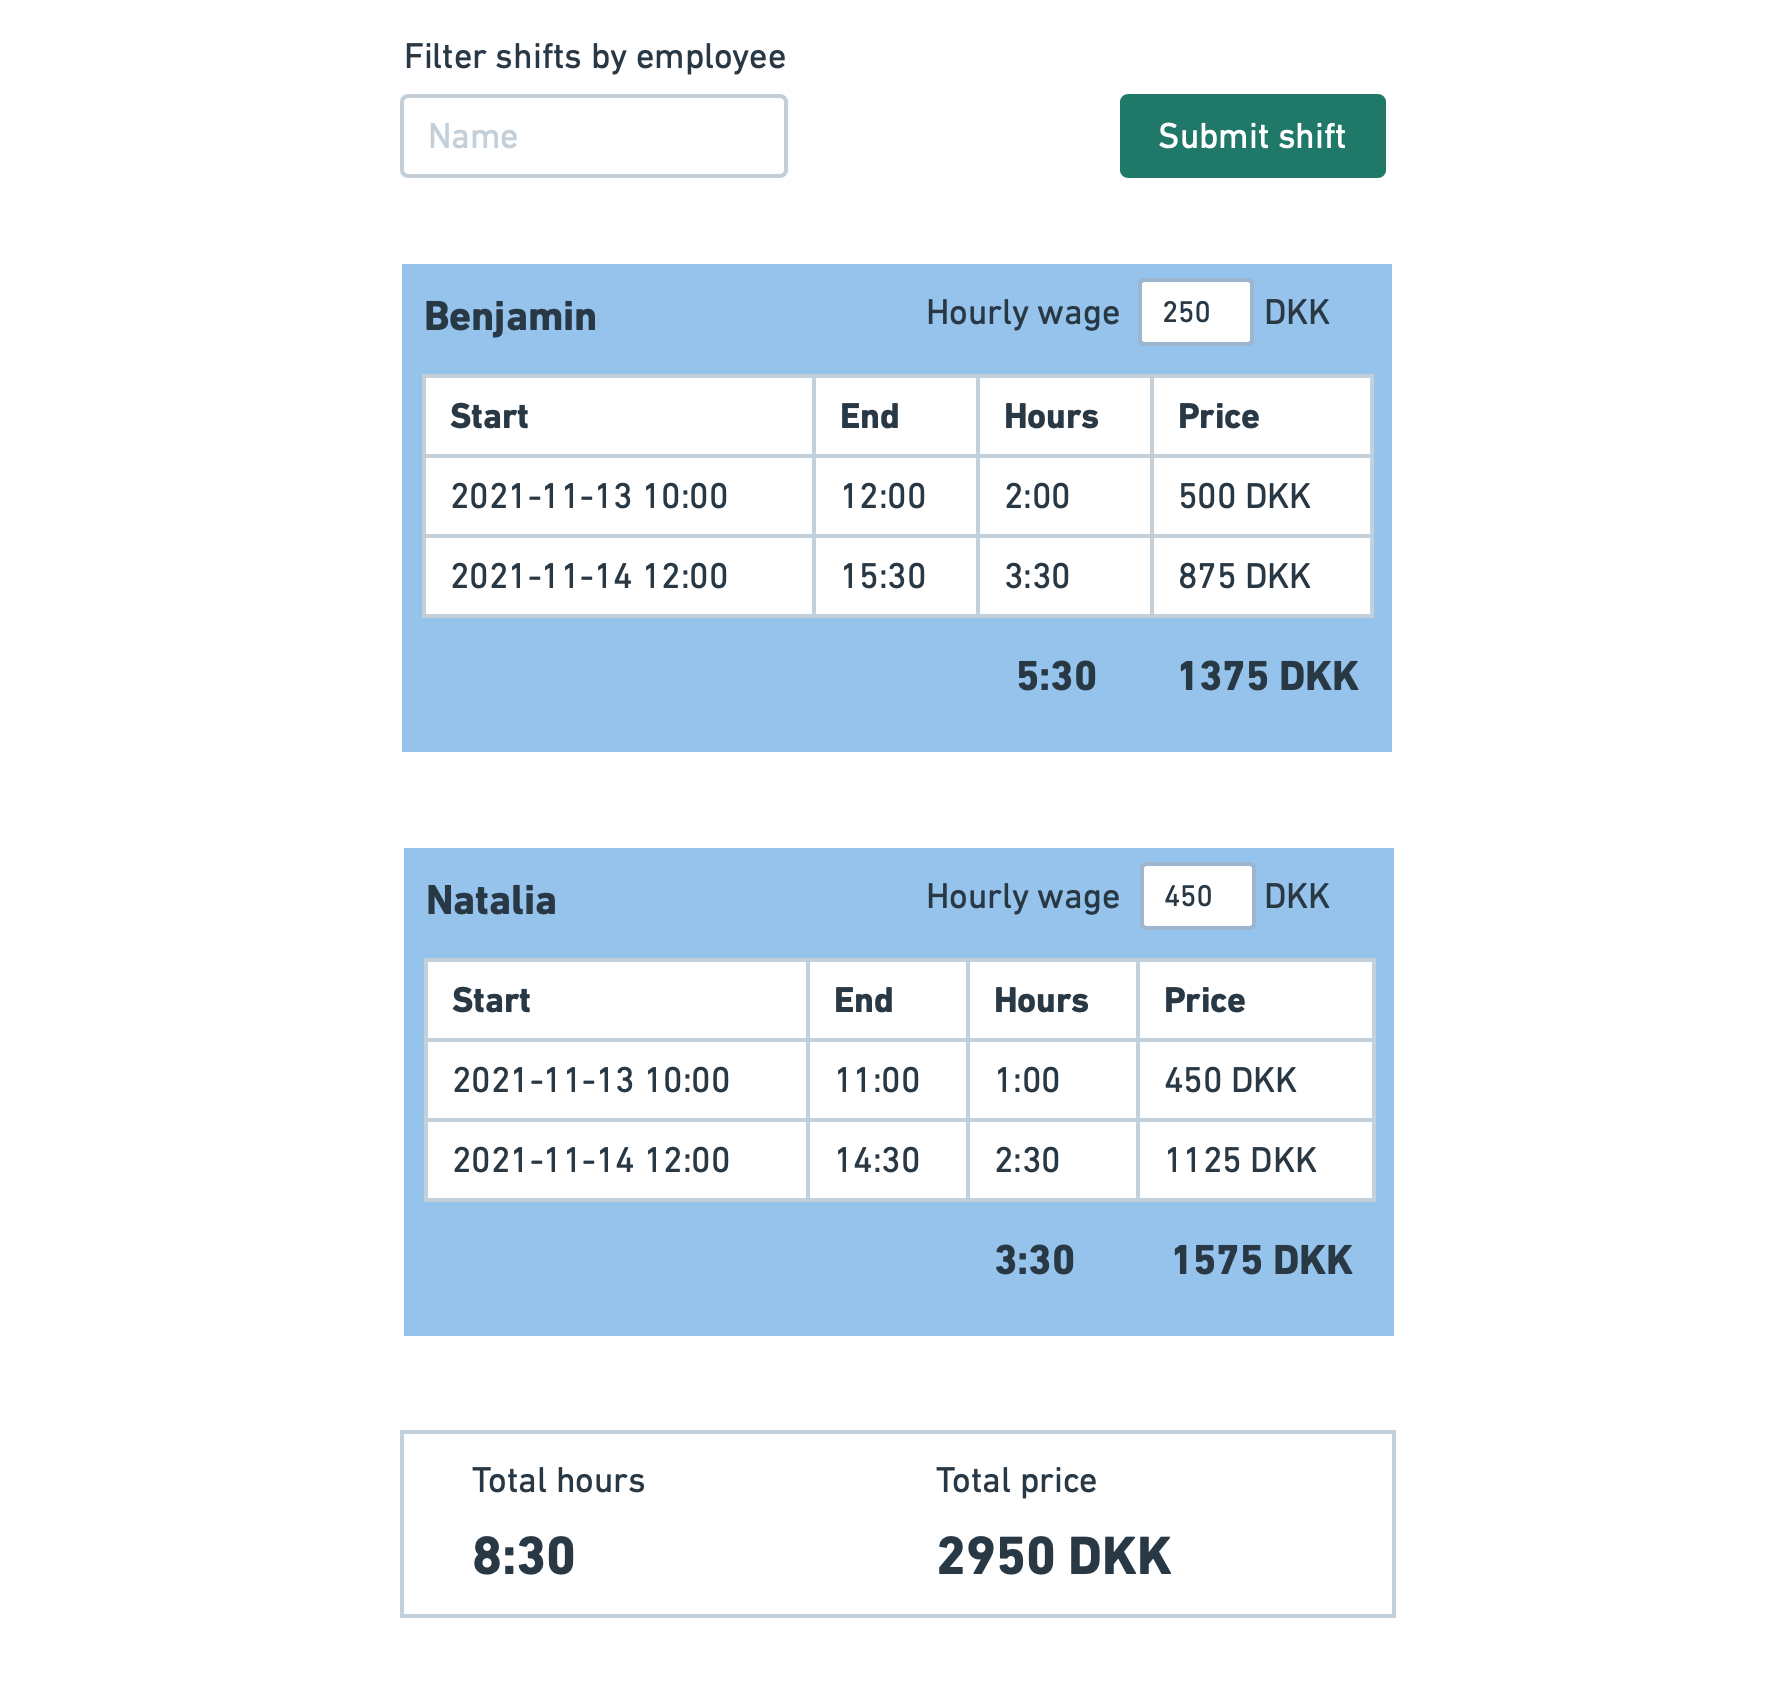 Filter shifts by employee
Name
Submit shift
Benjamin Hourly wage 250 DKK
Start End Hours Price
2021-11-13 10:00 12:00 2:00 500 DKK
2021-11-14 12:00 15:30 3:30 875 DKK
5:30 1375 DKK
Natalia Hourly wage 450 DKK
Start End Hours Price
2021-11-13 10:00 11:00 1:00 450 DKK
2021-11-14 12:00 14:30 2:30 1125 DKK
3:30 1575 DKK
Total hours Total price
8:30 2950 DKK